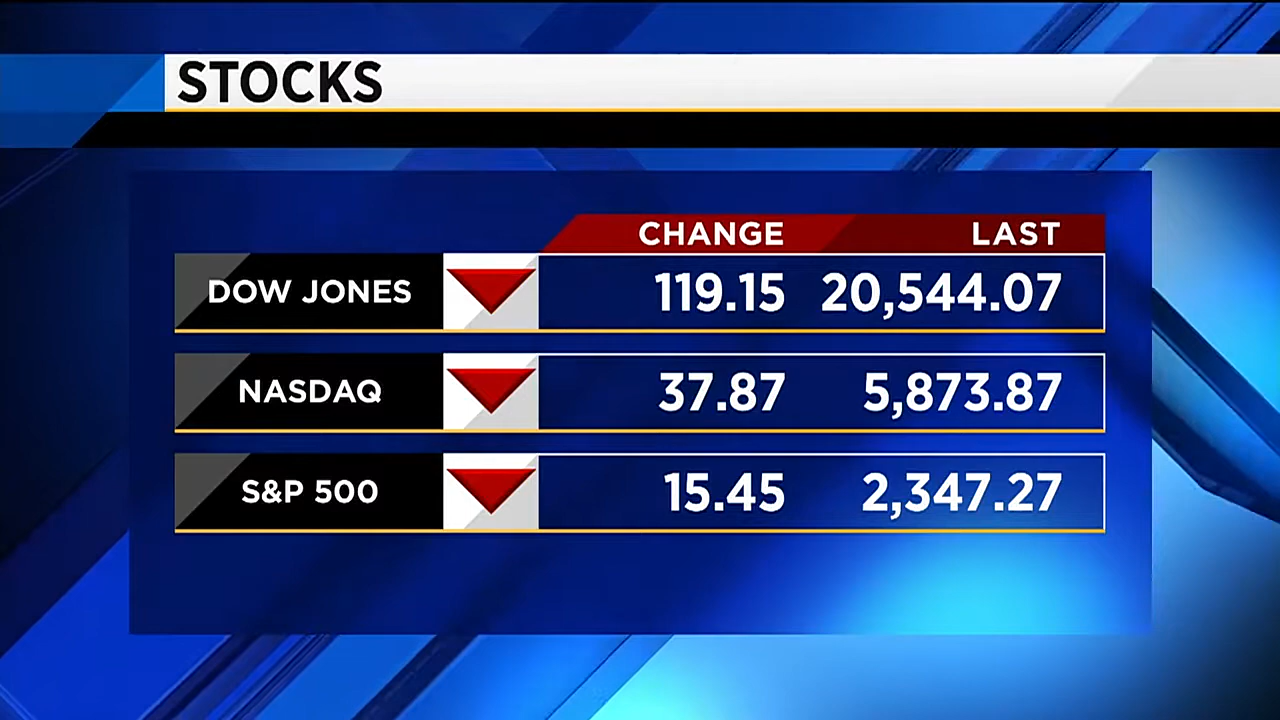 STOCKS
CHANGE LAST
DOW JONES 119.15 20,544.07
NASDAQ 37.87 5,873.87
S&P 500 15.45 2,347.27